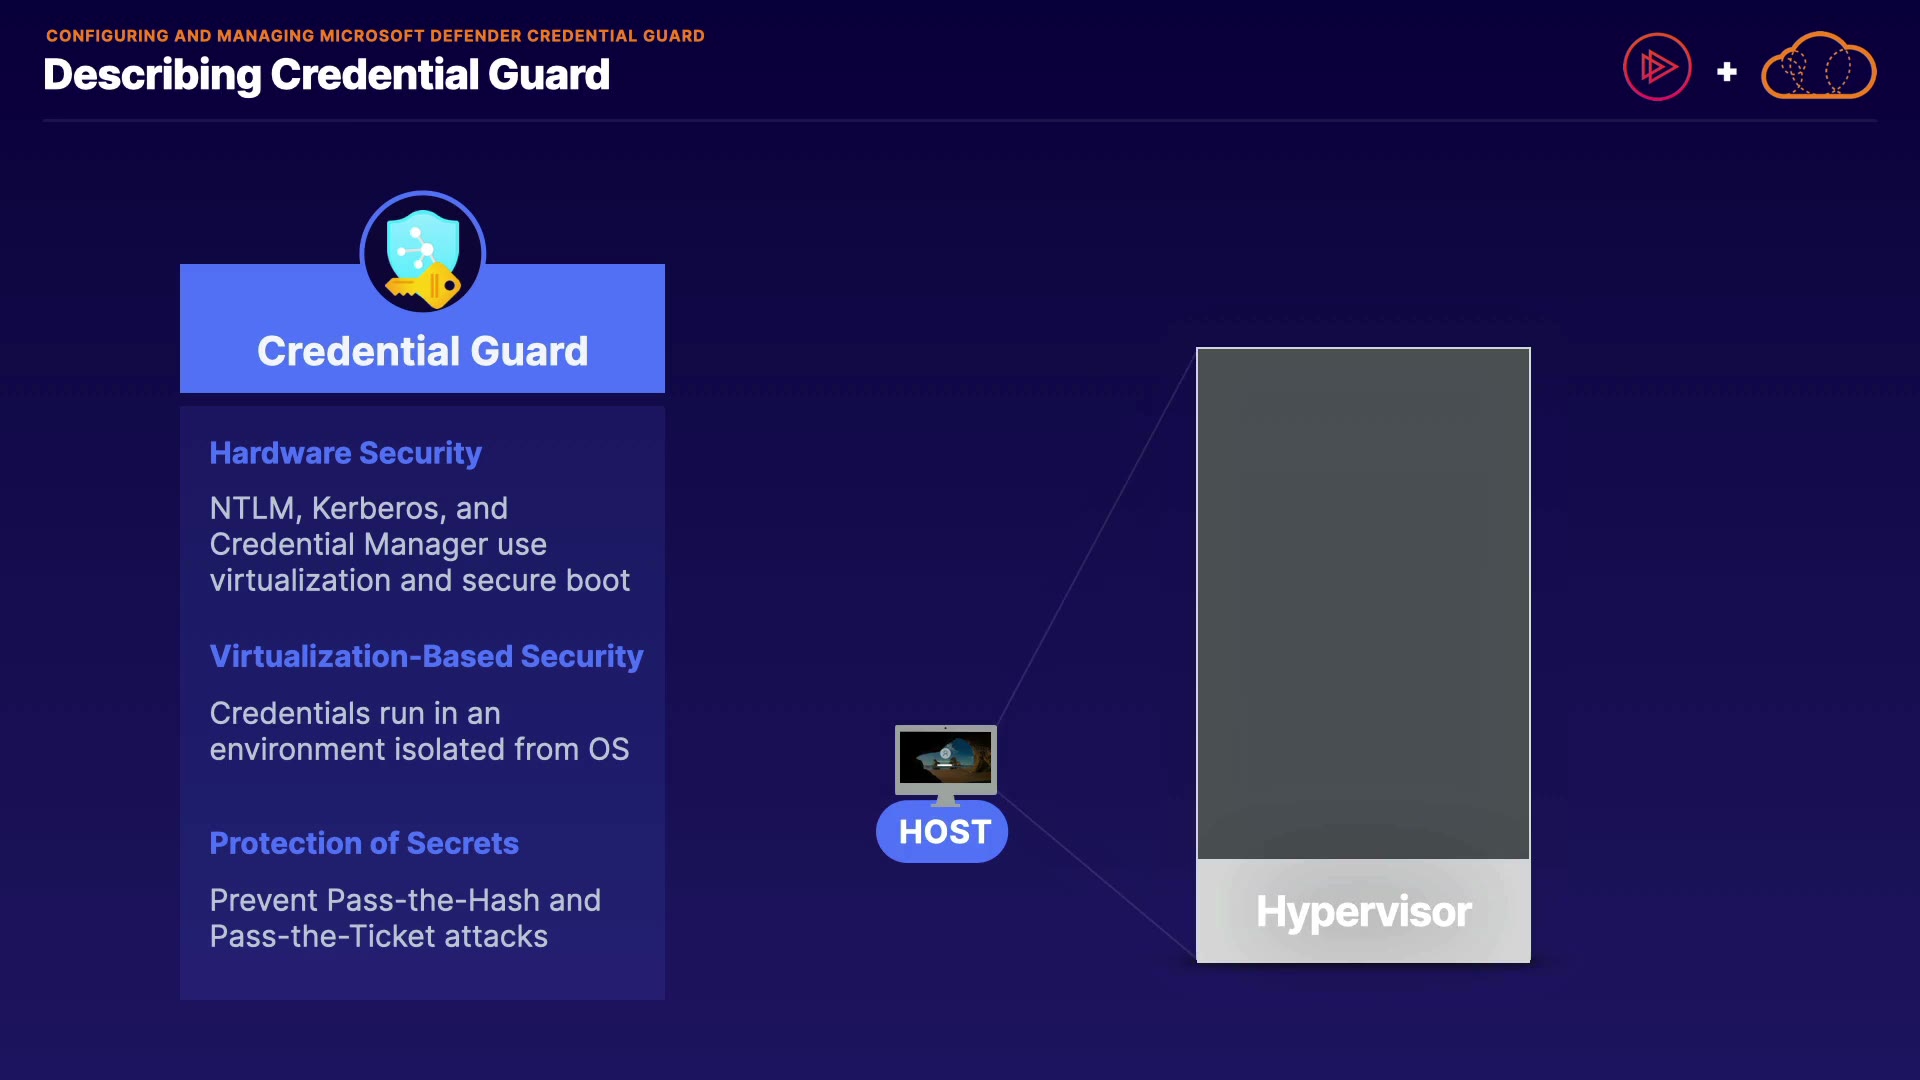 CONFIGURING AND MANAGING MICROSOFT DEFENDER CREDENTIAL GUARD
Describing Credential Guard
+
Credential Guard
Hardware Security
NTLM, Kerberos, and
Credential Manager use
virtualization and secure boot
Virtualization-Based Security
Credentials run in an
environment isolated from OS
Protection of Secrets
Prevent Pass-the-Hash and
Pass-the-Ticket attacks
HOST
Hypervisor